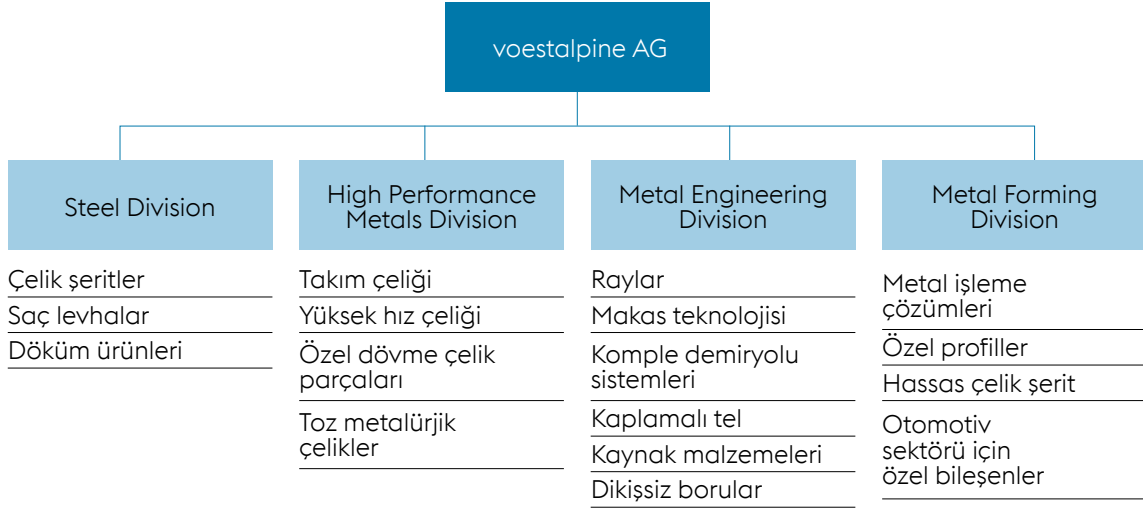 voestalpine AG
Steel Division
Çelik şeritler
Saç levhalar
Döküm ürünleri
High Performance
Metals Division
Takım çeliği
Yüksek hız çeliği
Özel dövme çelik
parçaları
Toz metalürjik
çelikler
Metal Engineering
Division
Raylar
Makas teknolojisi
Komple demiryolu
sistemleri
Kaplamalı tel
Kaynak malzemeleri
Dikişsiz borular
Metal Forming
Division
Metal işleme
çözümleri
Özel profiller
Hassas çelik şerit
Otomotiv
sektörü için
özel bileşenler